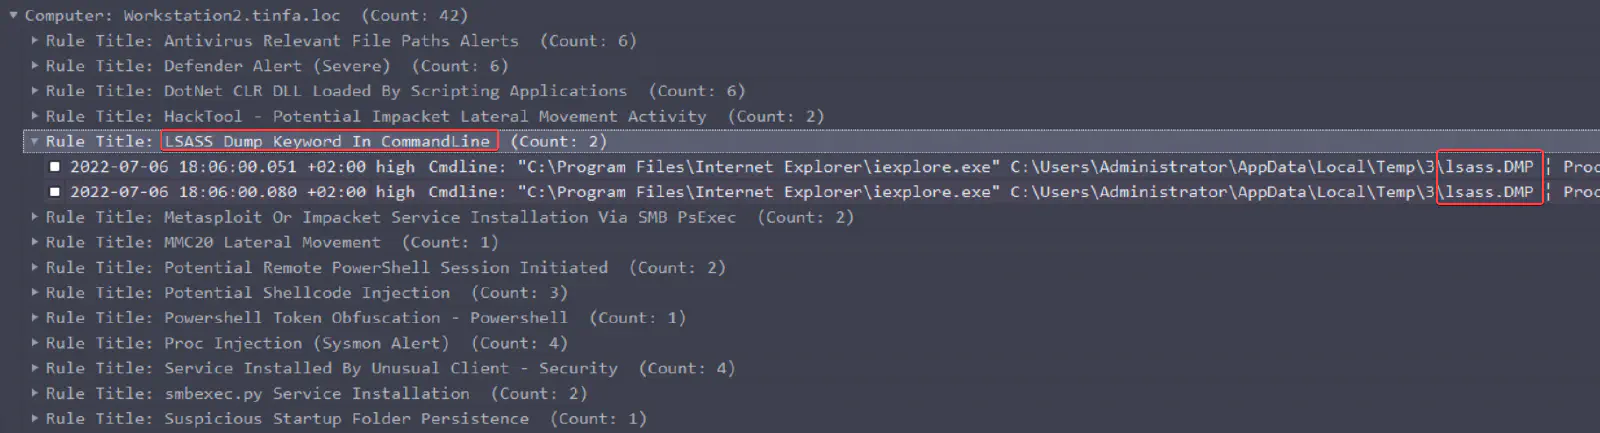 ▼ Computer: Workstation2.tinfa.loc (Count: 42)
▶ Rule Title: Antivirus Relevant File Paths Alerts (Count: 6)
▶ Rule Title: Defender Alert (Severe) (Count: 6)
▶ Rule Title: DotNet CLR DLL Loaded By Scripting Applications (Count: 6)
▶ Rule Title: HackTool - Potential Impacket Lateral Movement Activity (Count: 2)
▼ Rule Title: LSASS Dump Keyword In CommandLine (Count: 2)
2022-07-06 18:06:00.051 +02:00 high Cmdline: "C:\Program Files\Internet Explorer\iexplore.exe" C:\Users\Administrator\AppData\Local\Temp\3\lsass.DMP ¦ Proc
2022-07-06 18:06:00.080 +02:00 high Cmdline: "C:\Program Files\Internet Explorer\iexplore.exe" C:\Users\Administrator\AppData\Local\Temp\3\lsass.DMP ¦ Proc
▶ Rule Title: Metasploit Or Impacket Service Installation Via SMB PsExec (Count: 2)
▶ Rule Title: MMC20 Lateral Movement (Count: 1)
▶ Rule Title: Potential Remote PowerShell Session Initiated (Count: 2)
▶ Rule Title: Potential Shellcode Injection (Count: 3)
▶ Rule Title: Powershell Token Obfuscation - Powershell (Count: 1)
▶ Rule Title: Proc Injection (Sysmon Alert) (Count: 4)
▶ Rule Title: Service Installed By Unusual Client - Security (Count: 4)
▶ Rule Title: smbexec.py Service Installation (Count: 2)
▶ Rule Title: Suspicious Startup Folder Persistence (Count: 1)